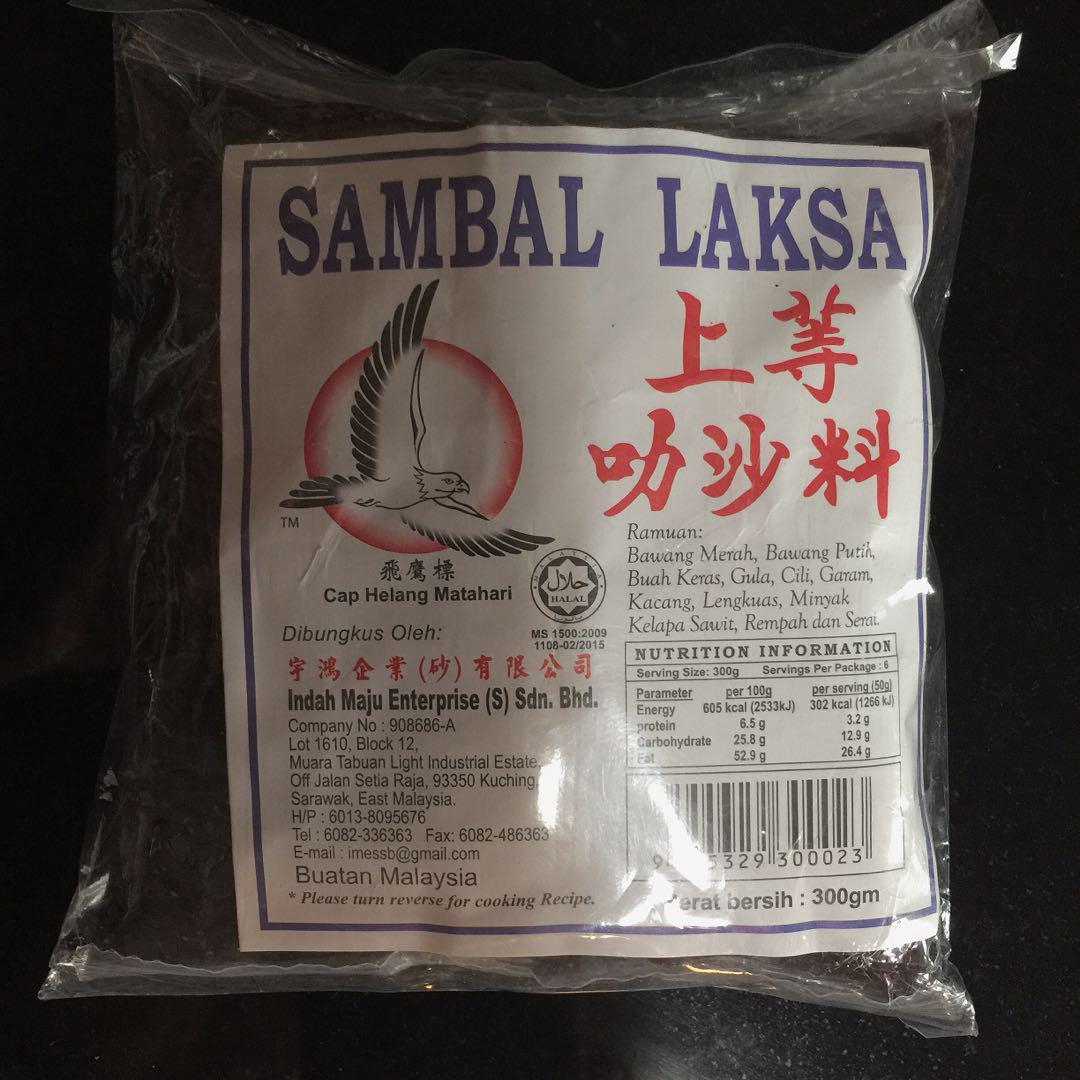 SAMBAL LAKSA
上等
叻沙料
TM
飛鷹標
Cap Helang Matahari
MALAYSIA
حلال
HALAL
MS 1500:2009
1108-02/2015
Dibungkus Oleh:
宇鴻企業(砂)有限公司
Indah Maju Enterprise (S) Sdn. Bhd.
Company No : 908686-A
Lot 1610, Block 12,
Muara Tabuan Light Industrial Estate,
Off Jalan Setia Raja, 93350 Kuching,
Sarawak, East Malaysia.
H/P : 6013-8095676
Tel : 6082-336363 Fax: 6082-486363
E-mail : imessb@gmail.com
Buatan Malaysia
* Please turn reverse for cooking Recipe.
Ramuan:
Bawang Merah, Bawang Putih,
Buah Keras, Gula, Cili, Garam,
Kacang, Lengkuas, Minyak
Kelapa Sawit, Rempah dan Serai.
NUTRITION INFORMATION
Serving Size: 300g Servings Per Package : 6
Parameter per 100g per serving (50g)
Energy 605 kcal (2533kJ) 302 kcal (1266 kJ)
protein 6.5 g 3.2 g
Carbohydrate 25.8 g 12.9 g
Fat 52.9 g 26.4 g
5329 300023
bersih : 300gm